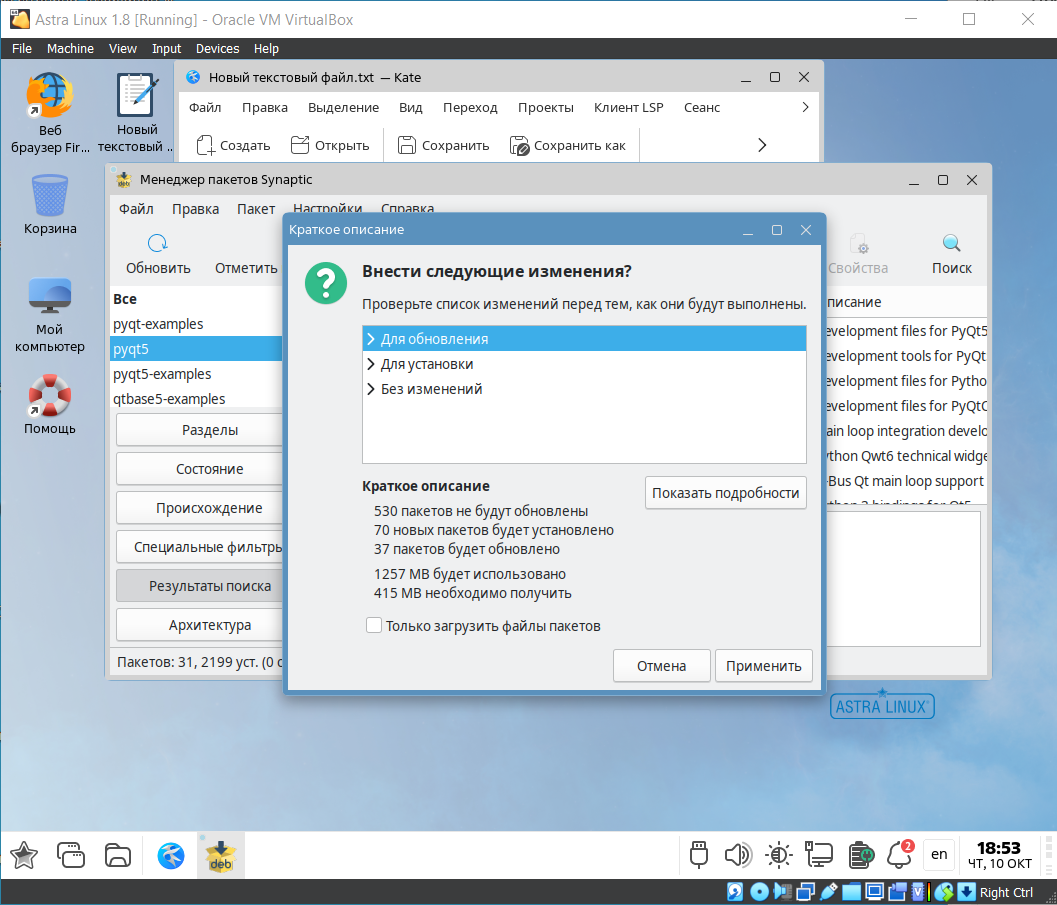 Astra Linux 1.8 [Running] - Oracle VM VirtualBox
File Machine View Input Devices Help
Новый текстовый файл.txt — Kate
Файл Правка Выделение Вид Переход Проекты Клиент LSP Сеанс
Создать Открыть Сохранить Сохранить как
Веб
браузер Fir...
Новый
текстовый ..
Корзина
Мой
компьютер
Помощь
Менеджер пакетов Synaptic
Файл Правка Пакет Настройки Справка
Обновить Отметить Свойства Поиск
Все
pyqt-examples
pyqt5
pyqt5-examples
qtbase5-examples
Разделы
Состояние
Происхождение
Специальные фильтры
Результаты поиска
Архитектура
Пакетов: 31, 2199 уст. (0 с
писание
evelopment files for PyQt5
evelopment tools for PyQt
evelopment files for Pytho
evelopment files for PyQt
ain loop integration develo
ython Qwt6 technical widge
-Bus Qt main loop support
Краткое описание
Внести следующие изменения?
Проверьте список изменений перед тем, как они будут выполнены.
Для обновления
Для установки
Без изменений
Краткое описание
Показать подробности
530 пакетов не будут обновлены
70 новых пакетов будет установлено
37 пакетов будет обновлено
1257 MB будет использовано
415 MB необходимо получить
Только загрузить файлы пакетов
Отмена Применить
ASTRA LINUX®
deb
2
en
18:53
ЧТ, 10 ОКТ
Right Ctrl